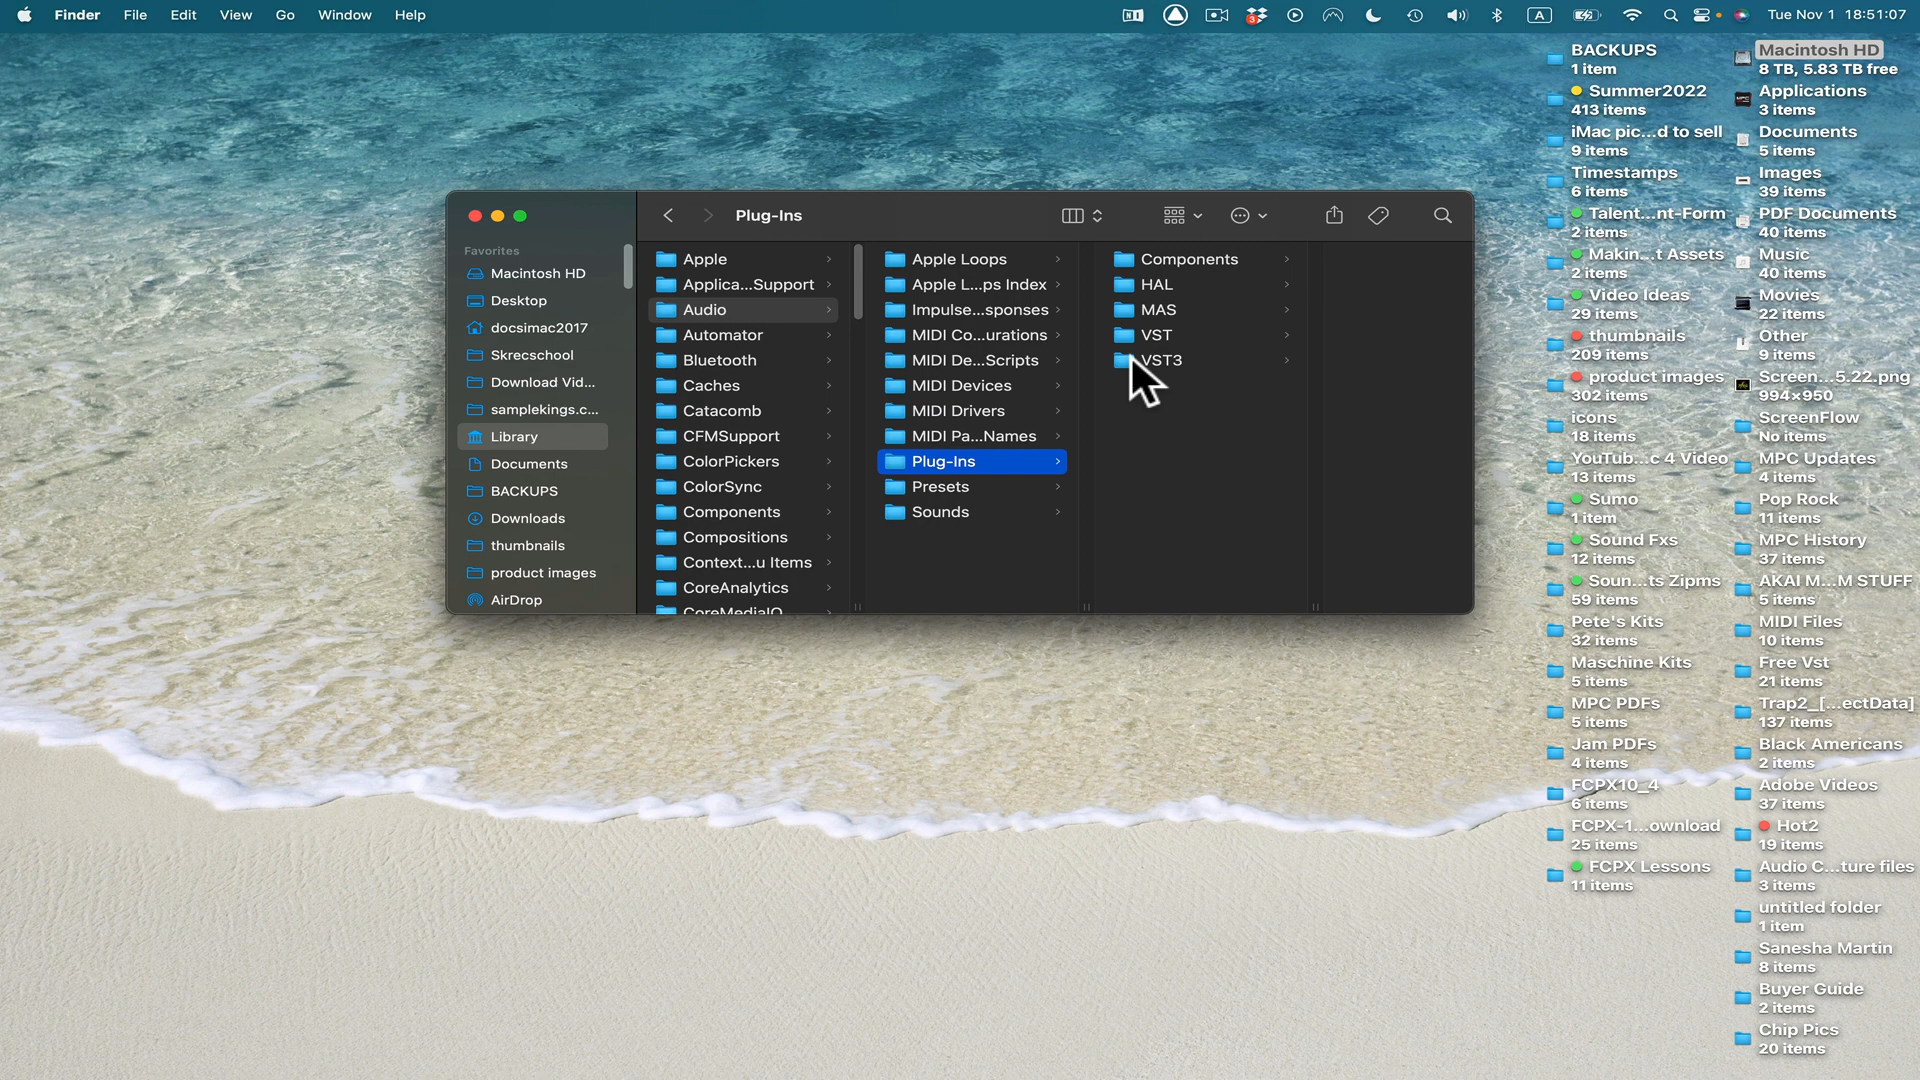 Finder File Edit View Go Window Help
3 A Tue Nov 1 18:51:07
Plug-Ins
Favorites
Macintosh HD
Desktop
docsimac2017
Skrecschool
Download Vid...
samplekings.c...
Library
Documents
BACKUPS
Downloads
thumbnails
product images
AirDrop
Apple
Applica...Support
Audio
Automator
Bluetooth
Caches
Catacomb
CFMSupport
ColorPickers
ColorSync
Components
Compositions
Context...u Items
CoreAnalytics
CoreMediaIO
Apple Loops
Apple L...ps Index
Impulse...sponses
MIDI Co...urations
MIDI De...Scripts
MIDI Devices
MIDI Drivers
MIDI Pa...Names
Plug-Ins
Presets
Sounds
Components
HAL
MAS
VST
VST3
BACKUPS
1 item
Summer2022
413 items
iMac pic...d to sell
9 items
Timestamps
6 items
Talent...nt-Form
2 items
Makin...t Assets
2 items
Video Ideas
29 items
thumbnails
209 items
product images
302 items
icons
18 items
YouTub...c 4 Video
13 items
Sumo
1 item
Sound Fxs
12 items
Soun...ts Zipms
59 items
Pete's Kits
32 items
Maschine Kits
5 items
MPC PDFs
5 items
Jam PDFs
4 items
FCPX10_4
6 items
FCPX-1...ownload
25 items
FCPX Lessons
11 items
Macintosh HD
8 TB, 5.83 TB free
Applications
3 items
Documents
5 items
Images
39 items
PDF Documents
40 items
Music
40 items
Movies
22 items
Other
9 items
Screen...5.22.png
994×950
ScreenFlow
No items
MPC Updates
4 items
Pop Rock
11 items
MPC History
37 items
AKAI M...M STUFF
5 items
MIDI Files
10 items
Free Vst
21 items
Trap2_[...ectData]
137 items
Black Americans
2 items
Adobe Videos
37 items
Hot2
19 items
Audio C...ture files
3 items
untitled folder
1 item
Sanesha Martin
8 items
Buyer Guide
2 items
Chip Pics
20 items